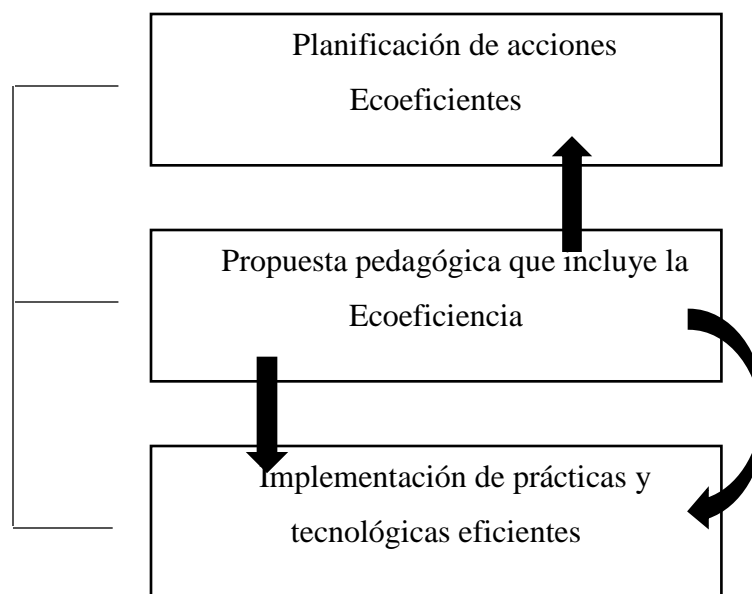 Planificación de acciones
Ecoeficientes
Propuesta pedagógica que incluye la
Ecoeficiencia
Implementación de prácticas y
tecnológicas eficientes